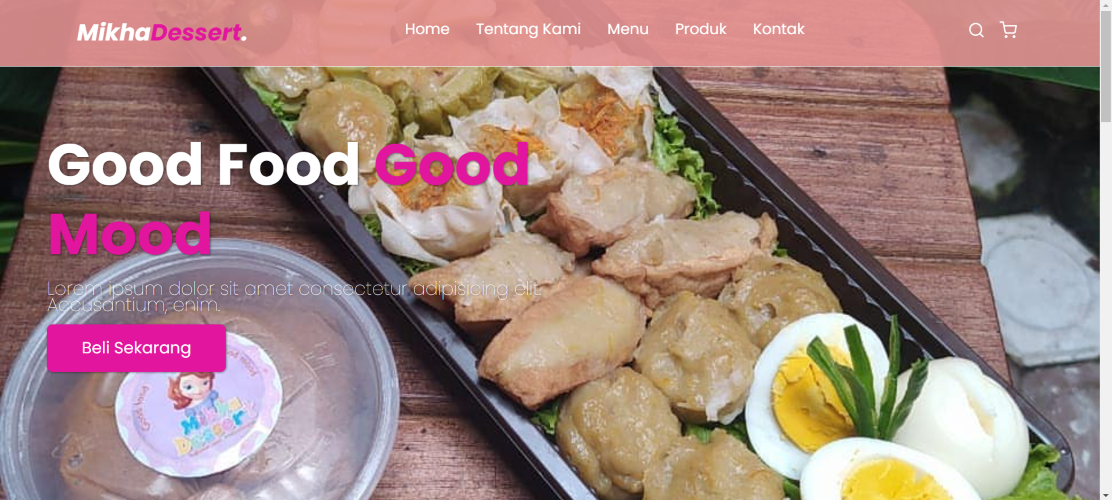 MikhaDessert.
Home Tentang Kami Menu Produk Kontak
Good Food Good
Mood
Lorem ipsum dolor sit amet consectetur adipisicing elit.
Accusantium, enim.
Beli Sekarang
Mikha
Dessert